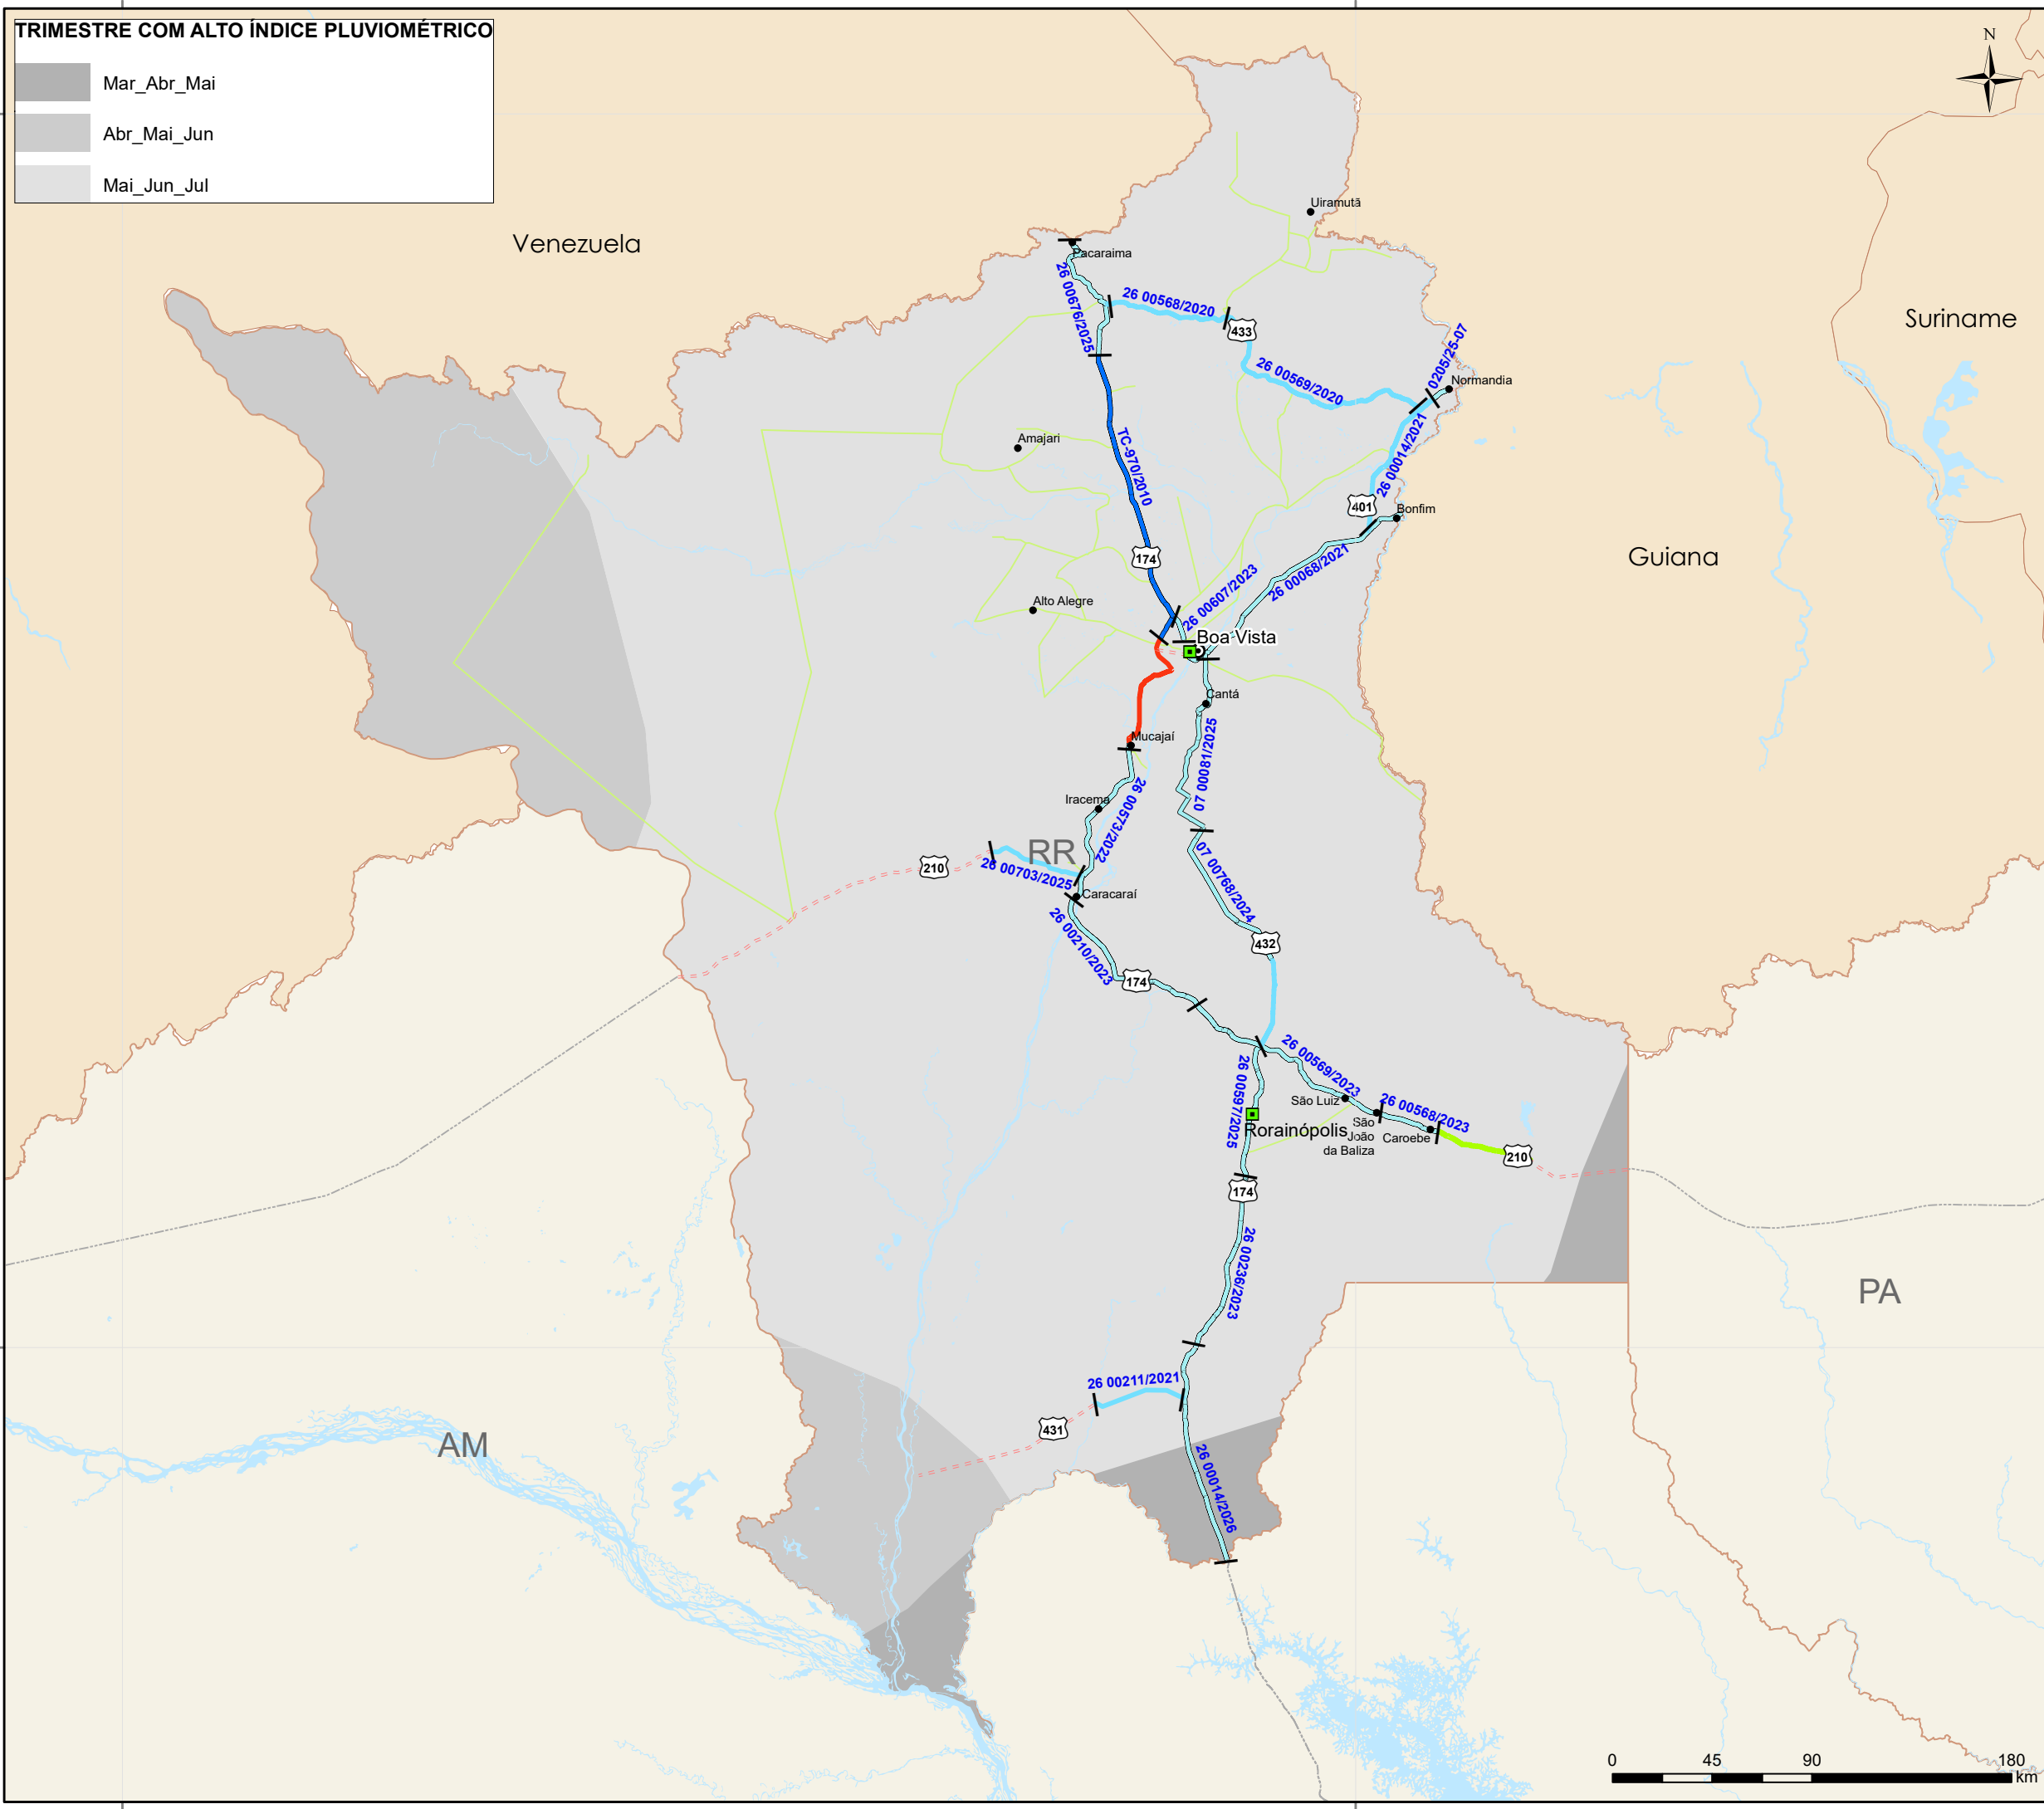 TRIMESTRE COM ALTO ÍNDICE PLUVIOMÉTRICO
Mar_Abr_Mai
Abr_Mai_Jun
Mai_Jun_Jul
N
Venezuela
Suriname
Guiana
Uiramutã
Pacaraima
26 00676/2025
26 00568/2020
433
26 00569/2020
0205/25-07
Normandia
26 00014/2021
401
Bonfim
Amajari
TC-970/2010
174
26 00068/2021
26 00607/2023
Alto Alegre
Boa Vista
Cantá
Mucajaí
07 00081/2025
Iracema
26 00573/2022
RR
210
26 00703/2025
Caracaraí
07 00768/2024
432
26 00210/2023
174
26 00569/2023
26 00597/2025
São Luiz
26 00568/2023
Rorainópolis
São
João
da Baliza
Caroebe
210
174
26 00236/2023
PA
26 00211/2021
431
AM
26 00014/2026
0 45 90 180
km